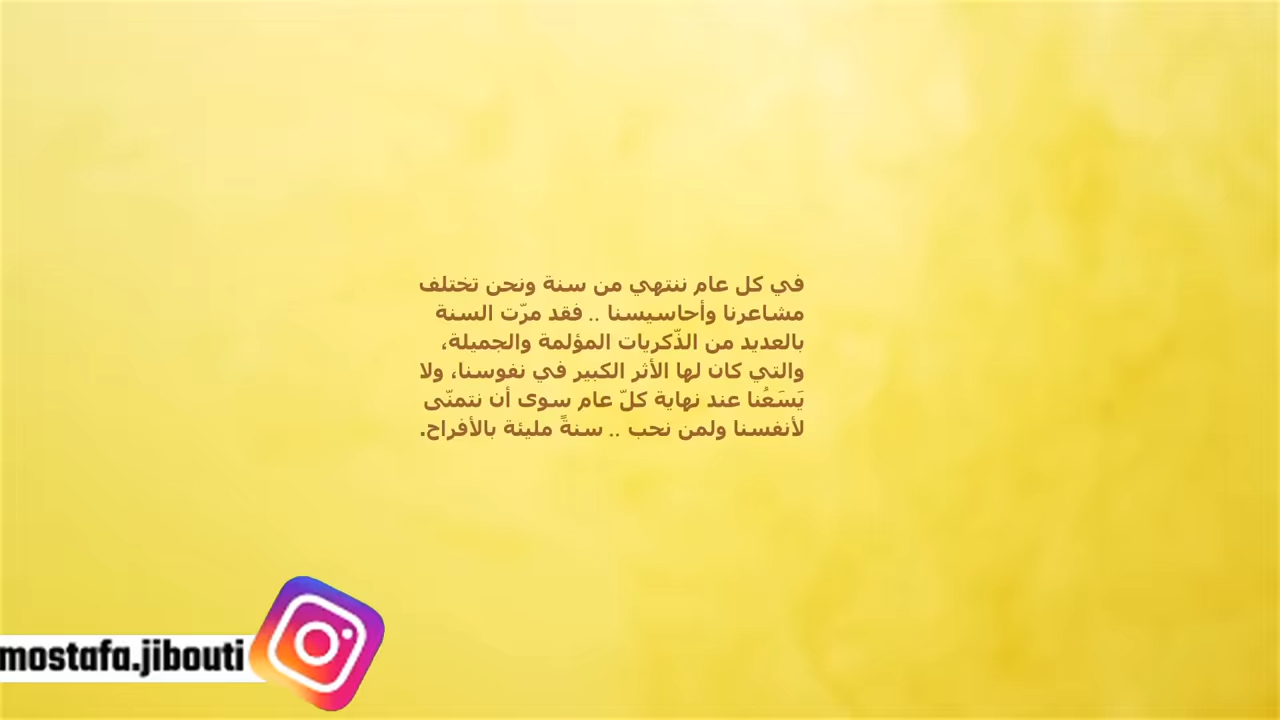 في كل عام ننتهي من سنة ونحن تختلف
مشاعرنا وأحاسيسنا .. فقد مرّت السنة
بالعديد من الذّكريات المؤلمة والجميلة،
والتي كان لها الأثر الكبير في نفوسنا، ولا
يَسَعُنا عند نهاية كلّ عام سوى أن نتمنّى
لأنفسنا ولمن نحب .. سنةً مليئة بالأفراح.
mostafa.jibouti